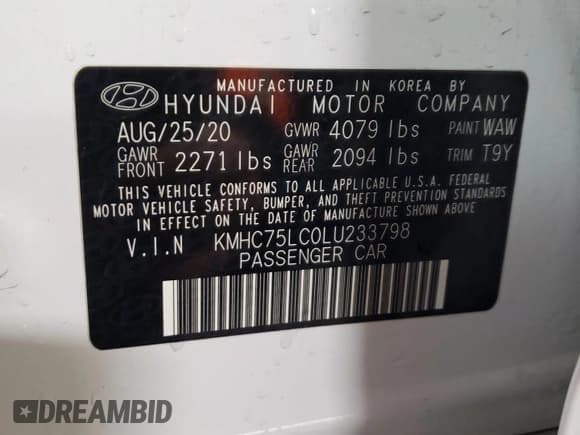 MANUFACTURED IN KOREA BY
HYUNDAI MOTOR COMPANY
AUG/25/20 GVWR 4079 lbs PAINT WAW
GAWR FRONT 2271 lbs GAWR REAR 2094 lbs TRIM T9Y
THIS VEHICLE CONFORMS TO ALL APPLICABLE U.S.A. FEDERAL
MOTOR VEHICLE SAFETY, BUMPER, AND THEFT PREVENTION STANDARDS
IN EFFECT ON THE DATE OF MANUFACTURE SHOWN ABOVE
V.I.N KMHC75LC0LU233798
PASSENGER CAR
DREAMBID